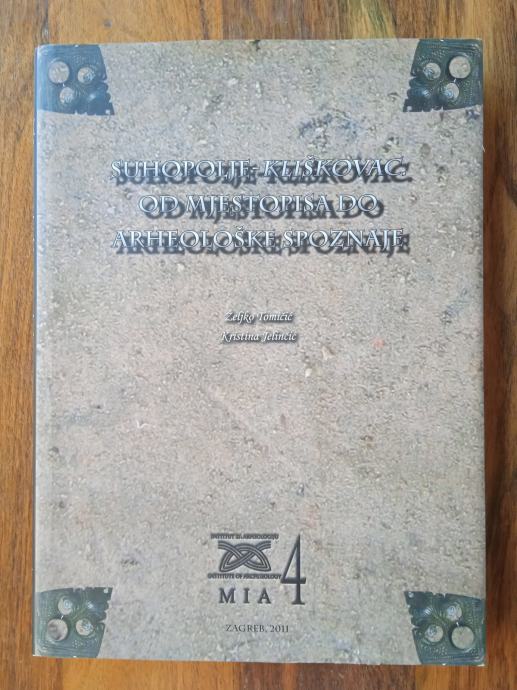 SUHOPOLJE-KLIŠKOVAC.
OD MJESTOPISA DO
ARHEOLOŠKE SPOZNAJE
Željko Tomičić
Kristina Jelinčić
INSTITUT ZA ARHEOLOGIJU
INSTITUTE OF ARCHAEOLOGY
MIA 4
ZAGREB, 2011